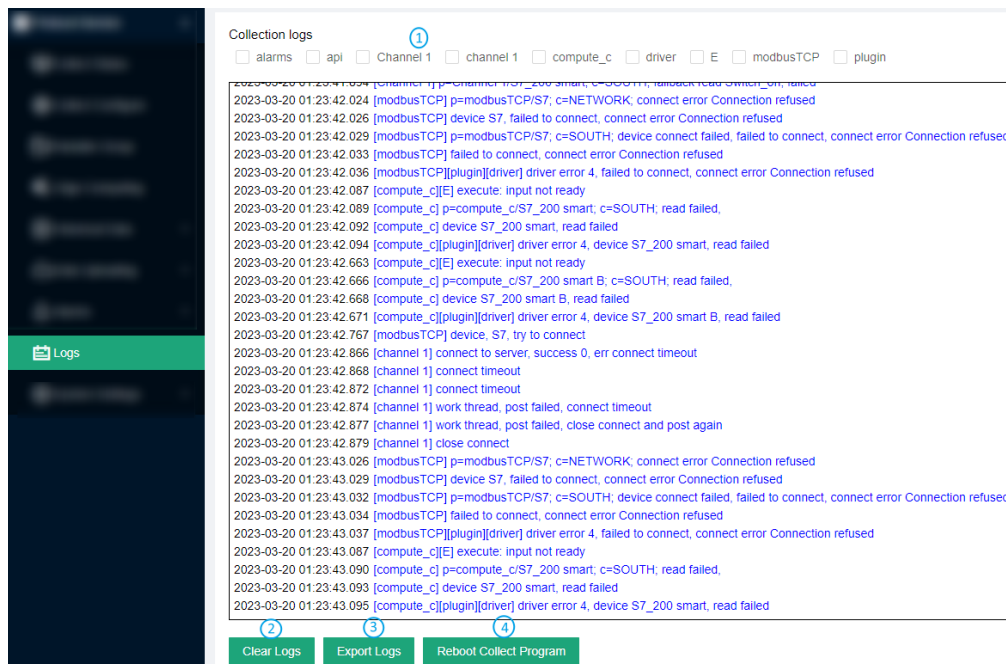 Collection logs
1
alarms api Channel 1 channel 1 compute_c driver E modbusTCP plugin
2023-03-20 01:23:42.024 [modbusTCP] p=modbusTCP/S7; c=NETWORK; connect error Connection refused
2023-03-20 01:23:42.026 [modbusTCP] device S7, failed to connect, connect error Connection refused
2023-03-20 01:23:42.029 [modbusTCP] p=modbusTCP/S7; c=SOUTH; device connect failed, failed to connect, connect error Connection refused
2023-03-20 01:23:42.033 [modbusTCP] failed to connect, connect error Connection refused
2023-03-20 01:23:42.036 [modbusTCP][plugin][driver] driver error 4, failed to connect, connect error Connection refused
2023-03-20 01:23:42.087 [compute_c][E] execute: input not ready
2023-03-20 01:23:42.089 [compute_c] p=compute_c/S7_200 smart; c=SOUTH; read failed,
2023-03-20 01:23:42.092 [compute_c] device S7_200 smart, read failed
2023-03-20 01:23:42.094 [compute_c][plugin][driver] driver error 4, device S7_200 smart, read failed
2023-03-20 01:23:42.663 [compute_c][E] execute: input not ready
2023-03-20 01:23:42.666 [compute_c] p=compute_c/S7_200 smart B; c=SOUTH; read failed,
2023-03-20 01:23:42.668 [compute_c] device S7_200 smart B, read failed
2023-03-20 01:23:42.671 [compute_c][plugin][driver] driver error 4, device S7_200 smart B, read failed
2023-03-20 01:23:42.767 [modbusTCP] device, S7, try to connect
2023-03-20 01:23:42.866 [channel 1] connect to server, success 0, err connect timeout
2023-03-20 01:23:42.868 [channel 1] connect timeout
2023-03-20 01:23:42.872 [channel 1] connect timeout
2023-03-20 01:23:42.874 [channel 1] work thread, post failed, connect timeout
2023-03-20 01:23:42.877 [channel 1] work thread, post failed, close connect and post again
2023-03-20 01:23:42.879 [channel 1] close connect
2023-03-20 01:23:43.026 [modbusTCP] p=modbusTCP/S7; c=NETWORK; connect error Connection refused
2023-03-20 01:23:43.029 [modbusTCP] device S7, failed to connect, connect error Connection refused
2023-03-20 01:23:43.032 [modbusTCP] p=modbusTCP/S7; c=SOUTH; device connect failed, failed to connect, connect error Connection refused
2023-03-20 01:23:43.034 [modbusTCP] failed to connect, connect error Connection refused
2023-03-20 01:23:43.037 [modbusTCP][plugin][driver] driver error 4, failed to connect, connect error Connection refused
2023-03-20 01:23:43.087 [compute_c][E] execute: input not ready
2023-03-20 01:23:43.090 [compute_c] p=compute_c/S7_200 smart; c=SOUTH; read failed,
2023-03-20 01:23:43.093 [compute_c] device S7_200 smart, read failed
2023-03-20 01:23:43.095 [compute_c][plugin][driver] driver error 4, device S7_200 smart, read failed
Logs
2 3 4
Clear Logs Export Logs Reboot Collect Program